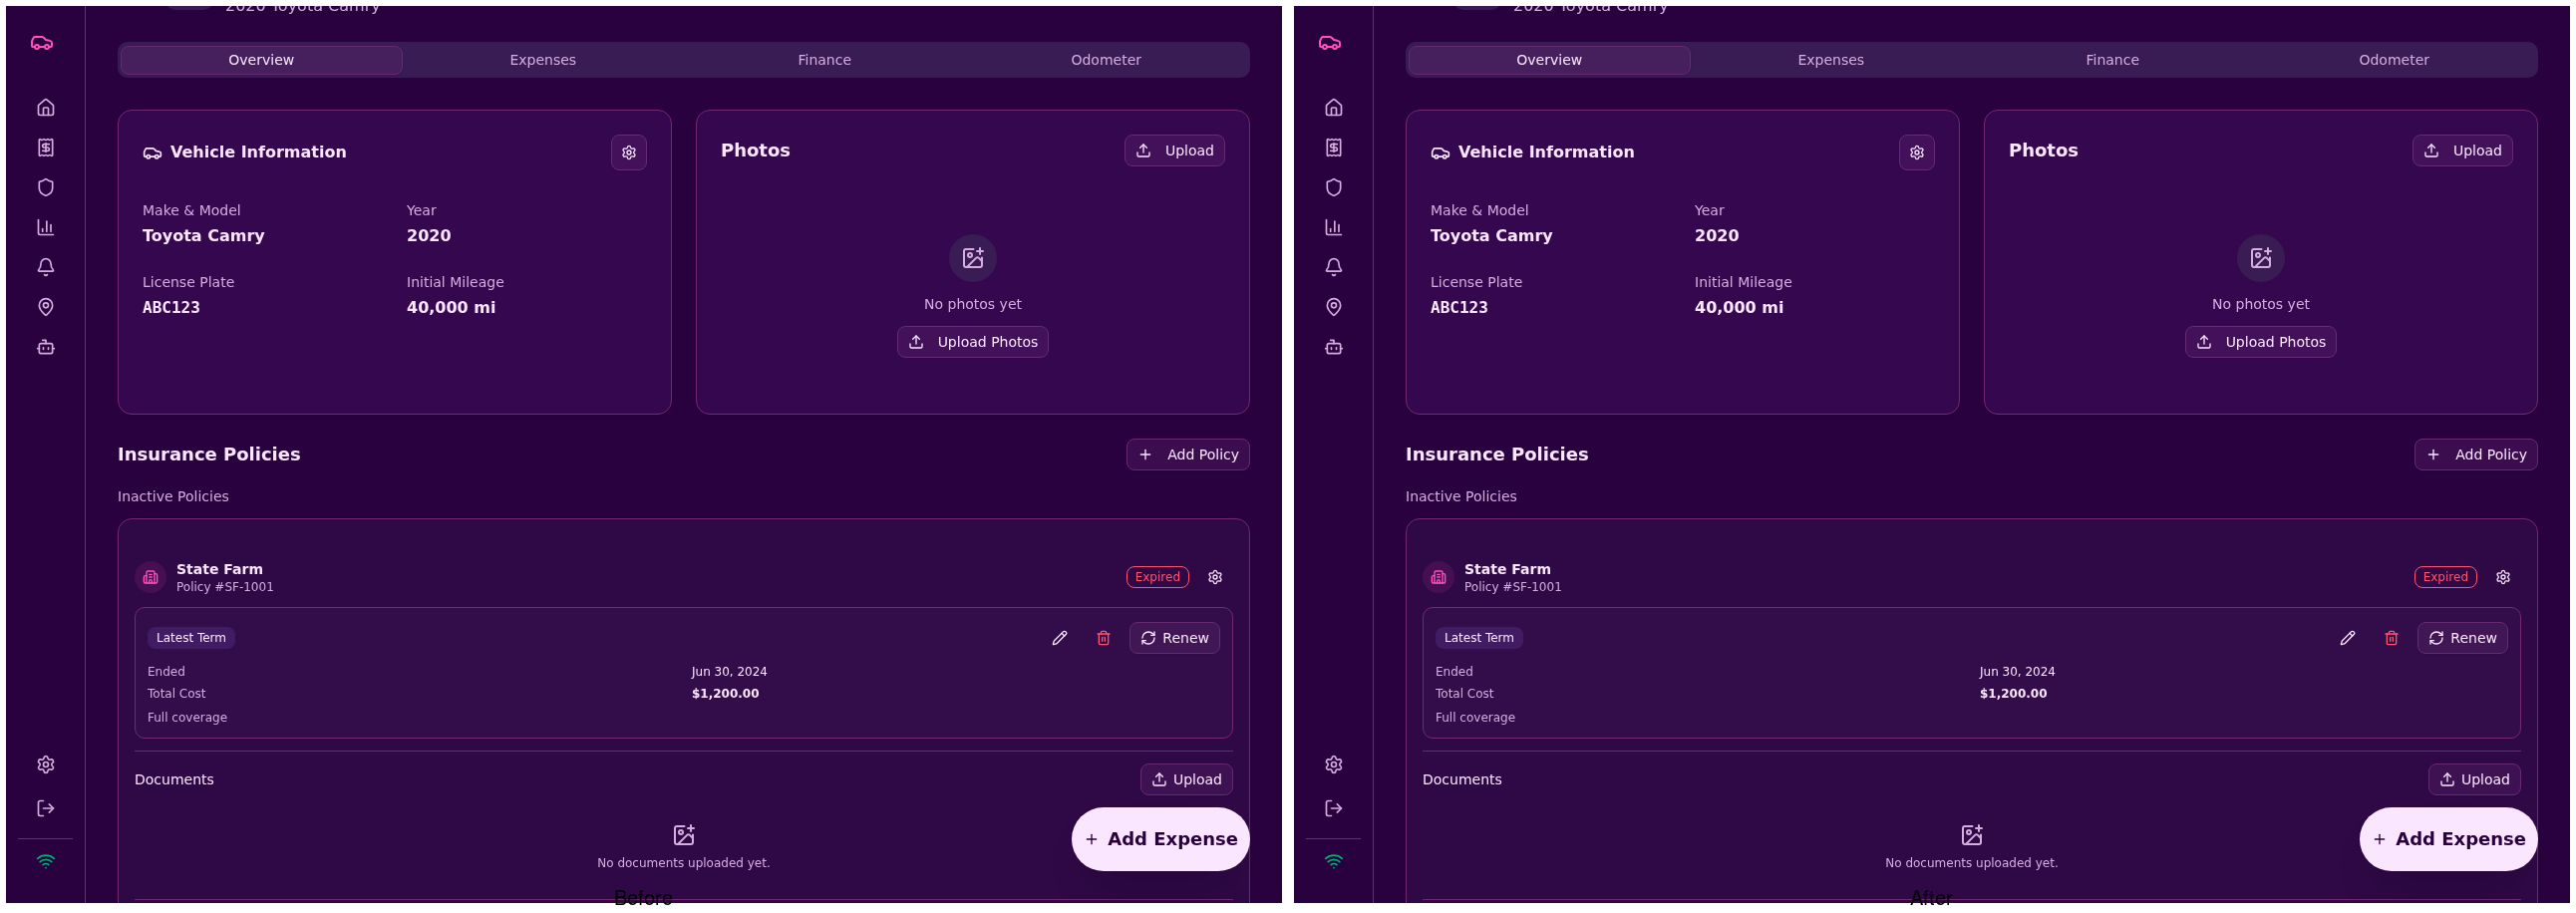 2020 Toyota Camry
Overview Expenses Finance Odometer
Vehicle Information
Make & Model Year
Toyota Camry 2020
License Plate Initial Mileage
ABC123 40,000 mi
Photos Upload
No photos yet
Upload Photos
Insurance Policies Add Policy
Inactive Policies
State Farm
Policy #SF-1001
Expired
Latest Term Renew
Ended Jun 30, 2024
Total Cost $1,200.00
Full coverage
Documents Upload
No documents uploaded yet.
+ Add Expense
Before
2020 Toyota Camry
Overview Expenses Finance Odometer
Vehicle Information
Make & Model Year
Toyota Camry 2020
License Plate Initial Mileage
ABC123 40,000 mi
Photos Upload
No photos yet
Upload Photos
Insurance Policies Add Policy
Inactive Policies
State Farm
Policy #SF-1001
Expired
Latest Term Renew
Ended Jun 30, 2024
Total Cost $1,200.00
Full coverage
Documents Upload
No documents uploaded yet.
+ Add Expense
After